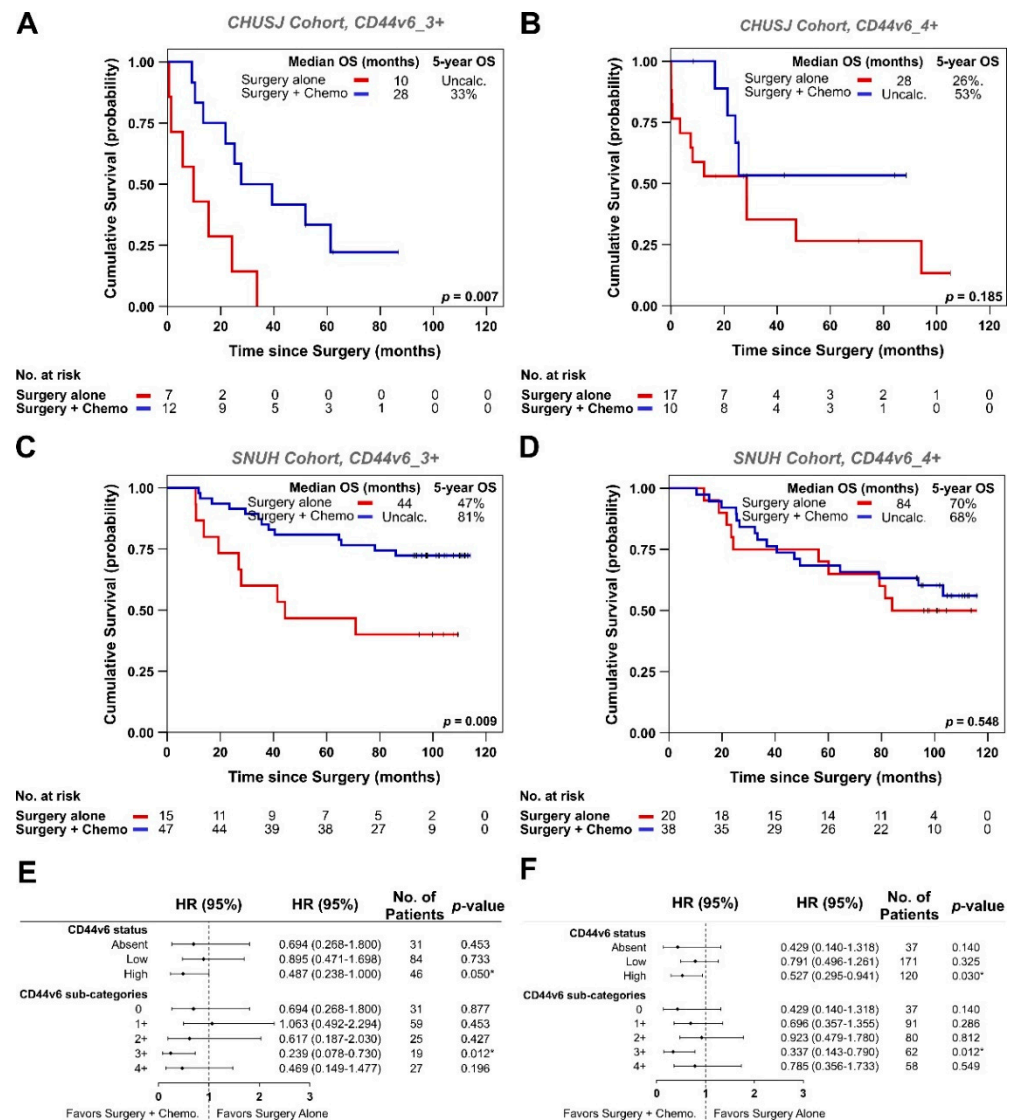 A
CHUSJ Cohort, CD44v6_3+
Cumulative Survival (probability)
1.00
0.75
0.50
0.25
0.00
Median OS (months) 5-year OS
Surgery alone 10 Uncalc.
Surgery + Chemo 28 33%
p = 0.007
0 20 40 60 80 100 120
Time since Surgery (months)
No. at risk
Surgery alone 7 2 0 0 0 0 0
Surgery + Chemo 12 9 5 3 1 0 0
B
CHUSJ Cohort, CD44v6_4+
Cumulative Survival (probability)
1.00
0.75
0.50
0.25
0.00
Median OS (months) 5-year OS
Surgery alone 28 26%.
Surgery + Chemo Uncalc. 53%
p = 0.185
0 20 40 60 80 100 120
Time since Surgery (months)
No. at risk
Surgery alone 17 7 4 3 2 1 0
Surgery + Chemo 10 8 4 3 1 0 0
C
SNUH Cohort, CD44v6_3+
Cumulative Survival (probability)
1.00
0.75
0.50
0.25
0.00
Median OS (months) 5-year OS
Surgery alone 44 47%
Surgery + Chemo Uncalc. 81%
p = 0.009
0 20 40 60 80 100 120
Time since Surgery (months)
No. at risk
Surgery alone 15 11 9 7 5 2 0
Surgery + Chemo 47 44 39 38 27 9 0
D
SNUH Cohort, CD44v6_4+
Cumulative Survival (probability)
1.00
0.75
0.50
0.25
0.00
Median OS (months) 5-year OS
Surgery alone 84 70%
Surgery + Chemo Uncalc. 68%
p = 0.548
0 20 40 60 80 100 120
Time since Surgery (months)
No. at risk
Surgery alone 20 18 15 14 11 4 0
Surgery + Chemo 38 35 29 26 22 10 0
E
HR (95%) HR (95%) No. of Patients p-value
CD44v6 status
Absent 0.694 (0.268-1.800) 31 0.453
Low 0.895 (0.471-1.698) 84 0.733
High 0.487 (0.238-1.000) 46 0.050*
CD44v6 sub-categories
0 0.694 (0.268-1.800) 31 0.877
1+ 1.063 (0.492-2.294) 59 0.453
2+ 0.617 (0.187-2.030) 25 0.427
3+ 0.239 (0.078-0.730) 19 0.012*
4+ 0.469 (0.149-1.477) 27 0.196
0 1 2 3
Favors Surgery + Chemo. Favors Surgery Alone
F
HR (95%) HR (95%) No. of Patients p-value
CD44v6 status
Absent 0.429 (0.140-1.318) 37 0.140
Low 0.791 (0.496-1.261) 171 0.325
High 0.527 (0.295-0.941) 120 0.030*
CD44v6 sub-categories
0 0.429 (0.140-1.318) 37 0.140
1+ 0.696 (0.357-1.355) 91 0.286
2+ 0.923 (0.479-1.780) 80 0.812
3+ 0.337 (0.143-0.790) 62 0.012*
4+ 0.785 (0.356-1.733) 58 0.549
0 1 2 3
Favors Surgery + Chemo. Favors Surgery Alone